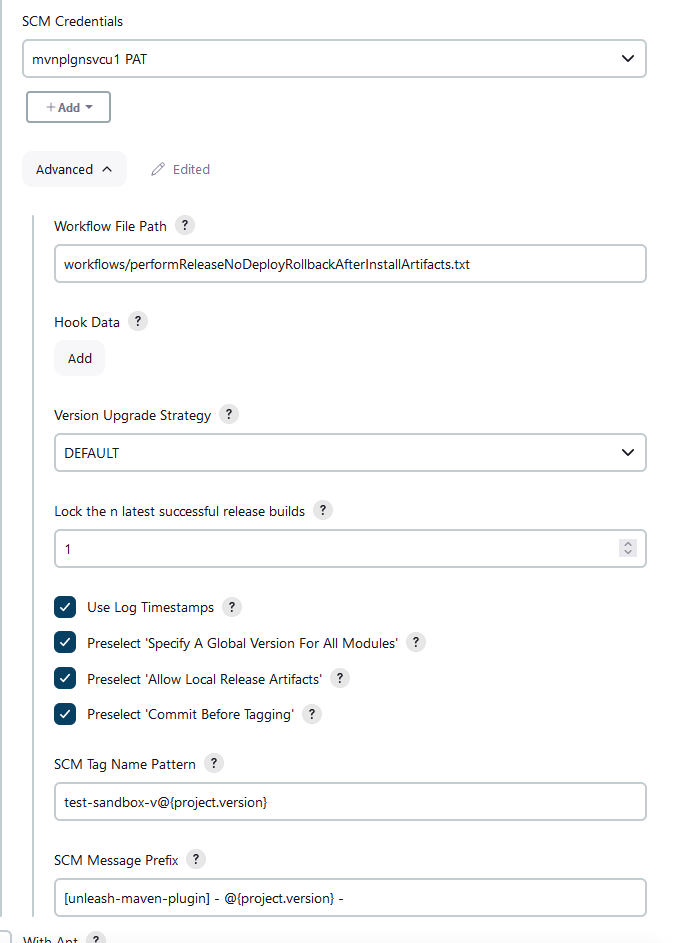 SCM Credentials
mvnplgnsvcu1 PAT
+ Add
Advanced
Edited
Workflow File Path ?
workflows/performReleaseNoDeployRollbackAfterInstallArtifacts.txt
Hook Data ?
Add
Version Upgrade Strategy ?
DEFAULT
Lock the n latest successful release builds ?
1
Use Log Timestamps ?
Preselect 'Specify A Global Version For All Modules' ?
Preselect 'Allow Local Release Artifacts' ?
Preselect 'Commit Before Tagging' ?
SCM Tag Name Pattern ?
test-sandbox-v@{project.version}
SCM Message Prefix ?
[unleash-maven-plugin] - @{project.version} -
With Ant ?